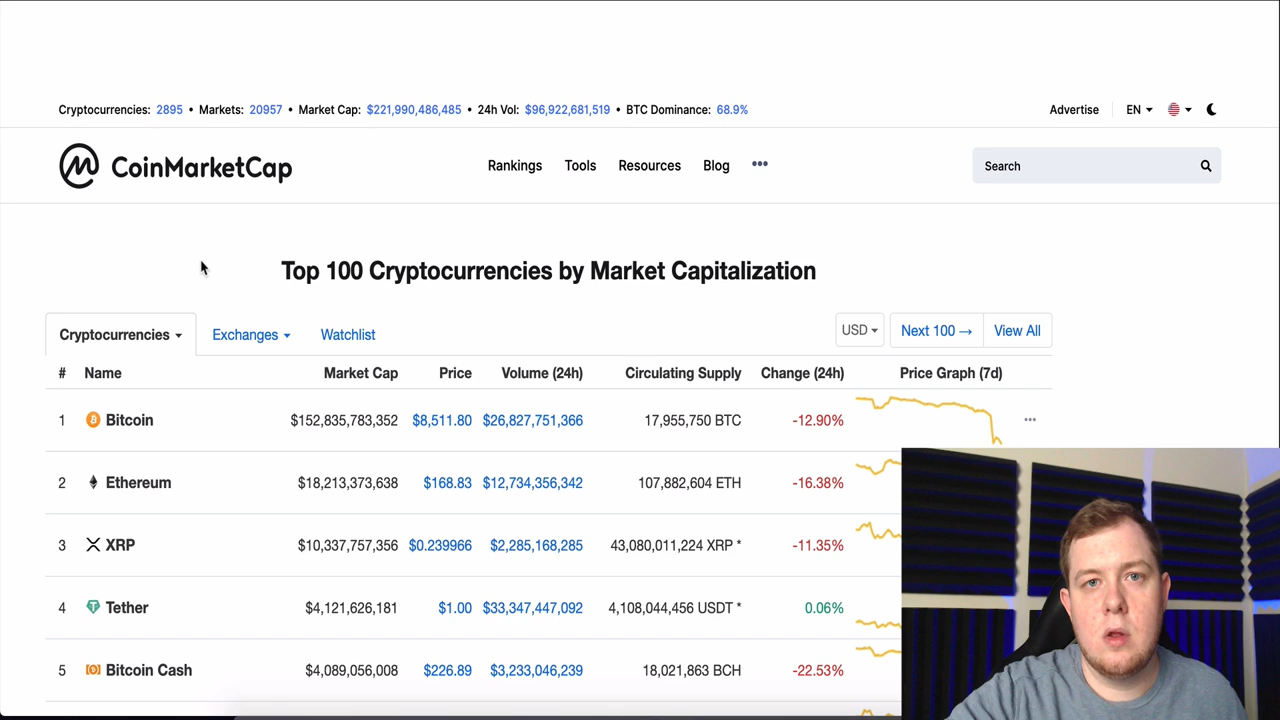 Cryptocurrencies: 2895 • Markets: 20957 • Market Cap: $221,990,486,485 • 24h Vol: $96,922,681,519 • BTC Dominance: 68.9% Advertise EN
CoinMarketCap Rankings Tools Resources Blog Search
Top 100 Cryptocurrencies by Market Capitalization
Cryptocurrencies Exchanges Watchlist USD Next 100 → View All
# Name Market Cap Price Volume (24h) Circulating Supply Change (24h) Price Graph (7d)
1 Bitcoin $152,835,783,352 $8,511.80 $26,827,751,366 17,955,750 BTC -12.90%
2 Ethereum $18,213,373,638 $168.83 $12,734,356,342 107,882,604 ETH -16.38%
3 XRP $10,337,757,356 $0.239966 $2,285,168,285 43,080,011,224 XRP * -11.35%
4 Tether $4,121,626,181 $1.00 $33,347,447,092 4,108,044,456 USDT * 0.06%
5 Bitcoin Cash $4,089,056,008 $226.89 $3,233,046,239 18,021,863 BCH -22.53%